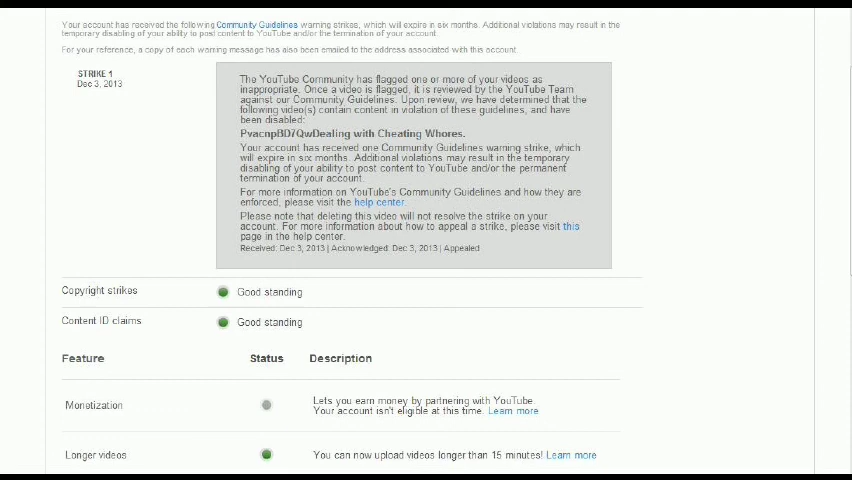 Your account has received the following Community Guidelines warning strikes, which will expire in six months. Additional violations may result in the
temporary disabling of your ability to post content to YouTube and/or the termination of your account.
For your reference, a copy of each warning message has also been emailed to the address associated with this account.
STRIKE 1
Dec 3, 2013
The YouTube Community has flagged one or more of your videos as
inappropriate. Once a video is flagged, it is reviewed by the YouTube Team
against our Community Guidelines. Upon review, we have determined that the
following video(s) contain content in violation of these guidelines, and have
been disabled:
PvacnpBD7QwDealing with Cheating Whores.
Your account has received one Community Guidelines warning strike, which
will expire in six months. Additional violations may result in the temporary
disabling of your ability to post content to YouTube and/or the permanent
termination of your account.
For more information on YouTube's Community Guidelines and how they are
enforced, please visit the help center.
Please note that deleting this video will not resolve the strike on your
account. For more information about how to appeal a strike, please visit this
page in the help center.
Received: Dec 3, 2013 | Acknowledged: Dec 3, 2013 | Appealed
Copyright strikes Good standing
Content ID claims Good standing
Feature Status Description
Lets you earn money by partnering with YouTube.
Monetization
Your account isn't eligible at this time. Learn more
Longer videos You can now upload videos longer than 15 minutes! Learn more